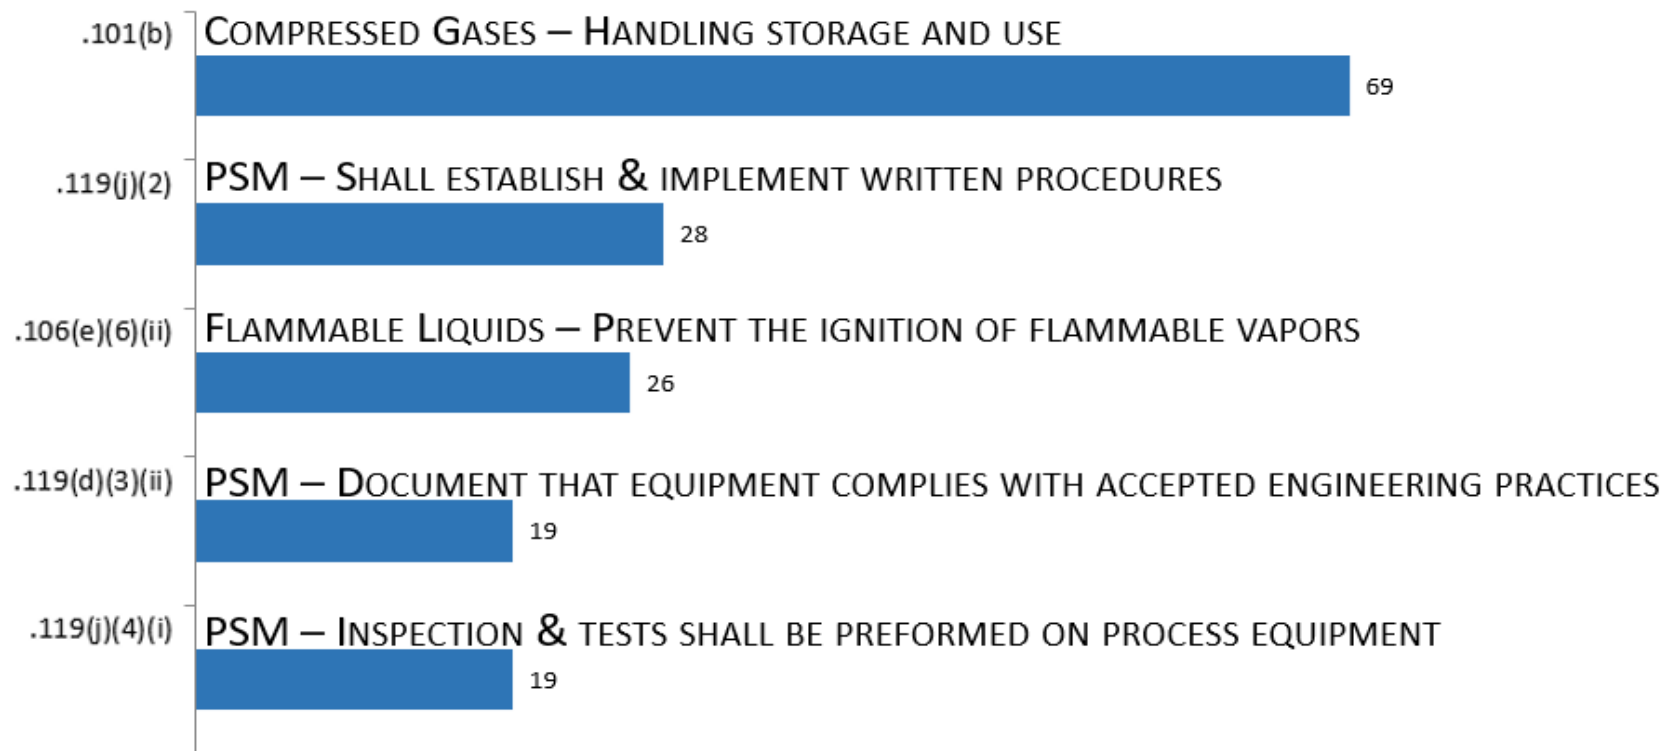 .101(b) COMPRESSED GASES – HANDLING STORAGE AND USE
69
.119(j)(2) PSM – SHALL ESTABLISH & IMPLEMENT WRITTEN PROCEDURES
28
.106(e)(6)(ii) FLAMMABLE LIQUIDS – PREVENT THE IGNITION OF FLAMMABLE VAPORS
26
.119(d)(3)(ii) PSM – DOCUMENT THAT EQUIPMENT COMPLIES WITH ACCEPTED ENGINEERING PRACTICES
19
.119(j)(4)(i) PSM – INSPECTION & TESTS SHALL BE PREFORMED ON PROCESS EQUIPMENT
19